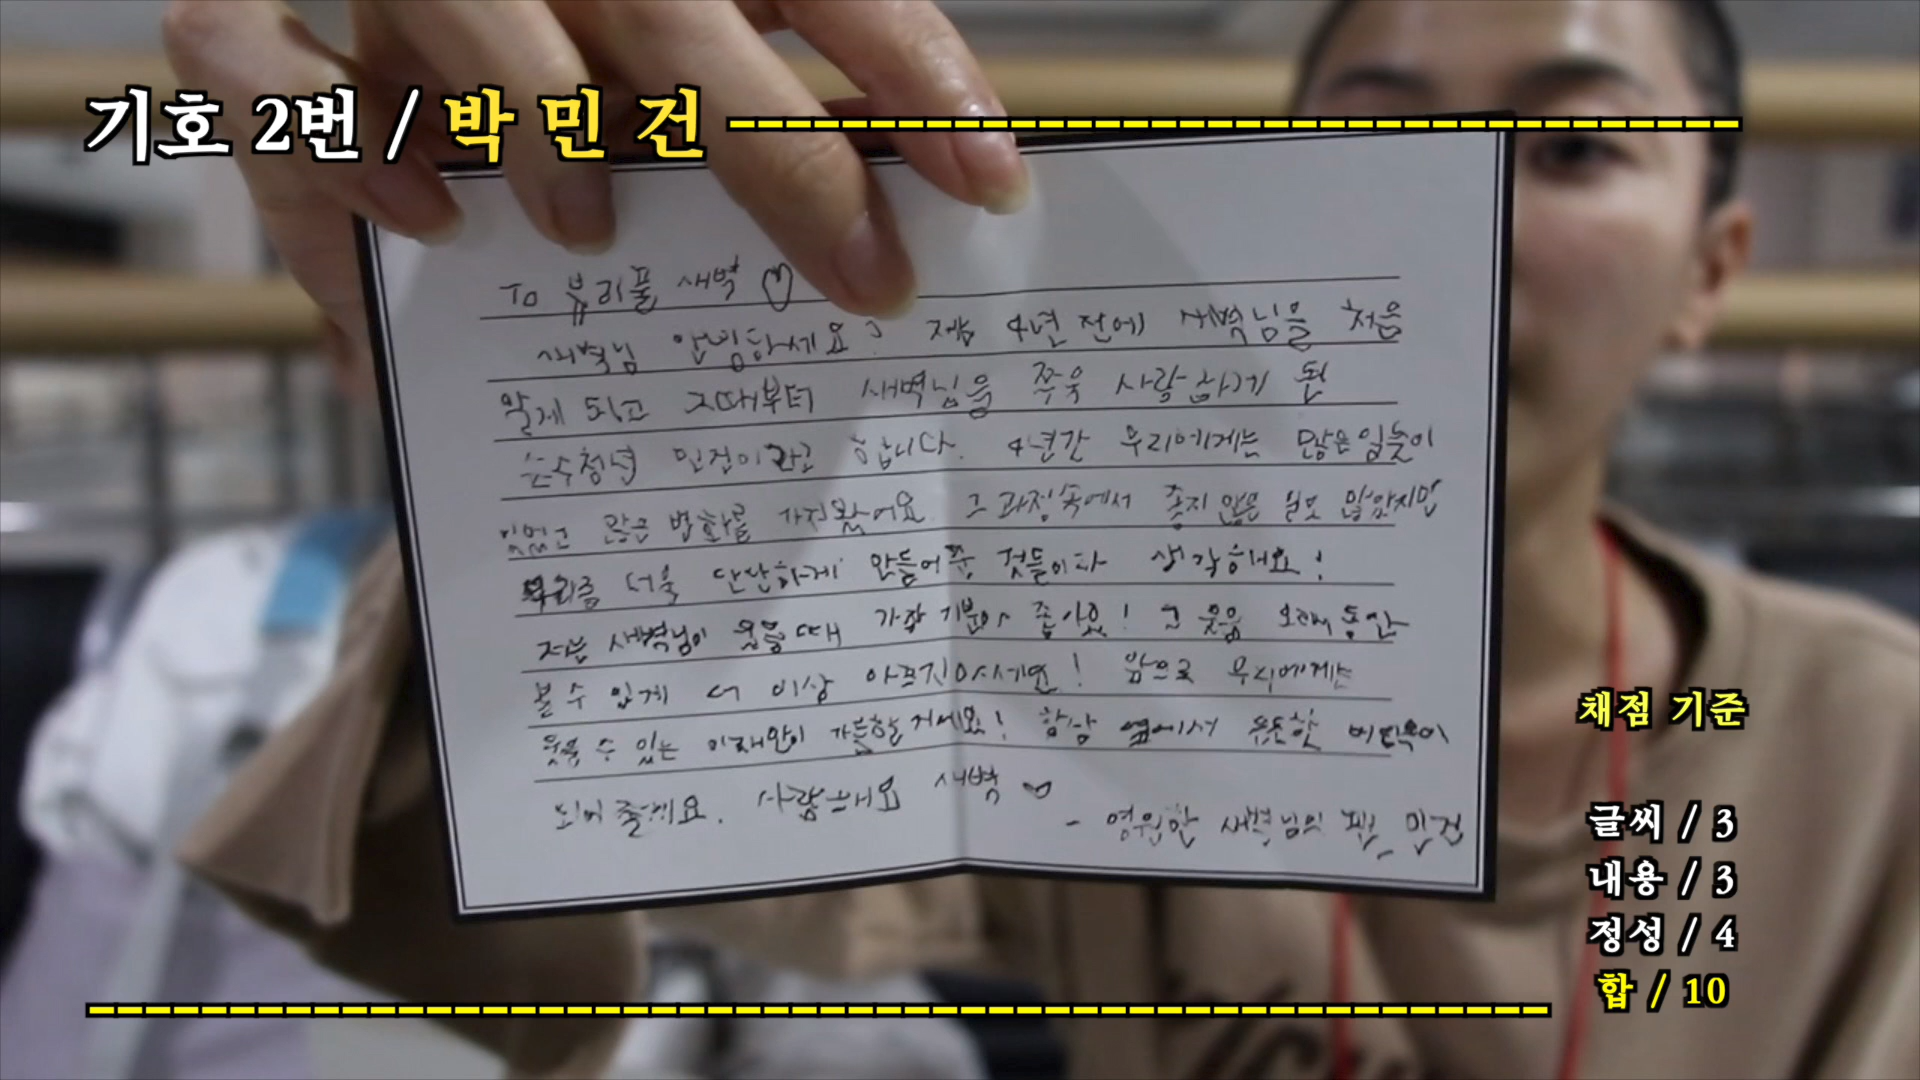 기호 2번 / 박민건
To 뷰리풀 새벽 ♡
새벽님 안녕하세요? 저는 4년 전에 새벽님을 처음
알게 되고 그때부터 새벽님을 쭈욱 사랑하게 된
순수청년 민건이라고 합니다. 4년간 우리에게는 많은일들이
있었고 많은 변화를 가져왔어요. 그 과정속에서 좋지 않은 일도 많았지만
우리를 더욱 단단하게 만들어준 것들이라 생각해요!
저는 새벽님이 웃을때 가장 기분이 좋아요! 그 웃음 오래동안
볼 수 있게 더 이상 아프지마세요! 앞으로 우리에게는
웃을 수 있는 미래만이 가득할거에요! 항상 옆에서 든든한 버팀목이
되어줄게요. 사랑해요 새벽 ♡
- 영원한 새벽님의 팬, 민건
채점 기준
글씨 / 3
내용 / 3
정성 / 4
합 / 10